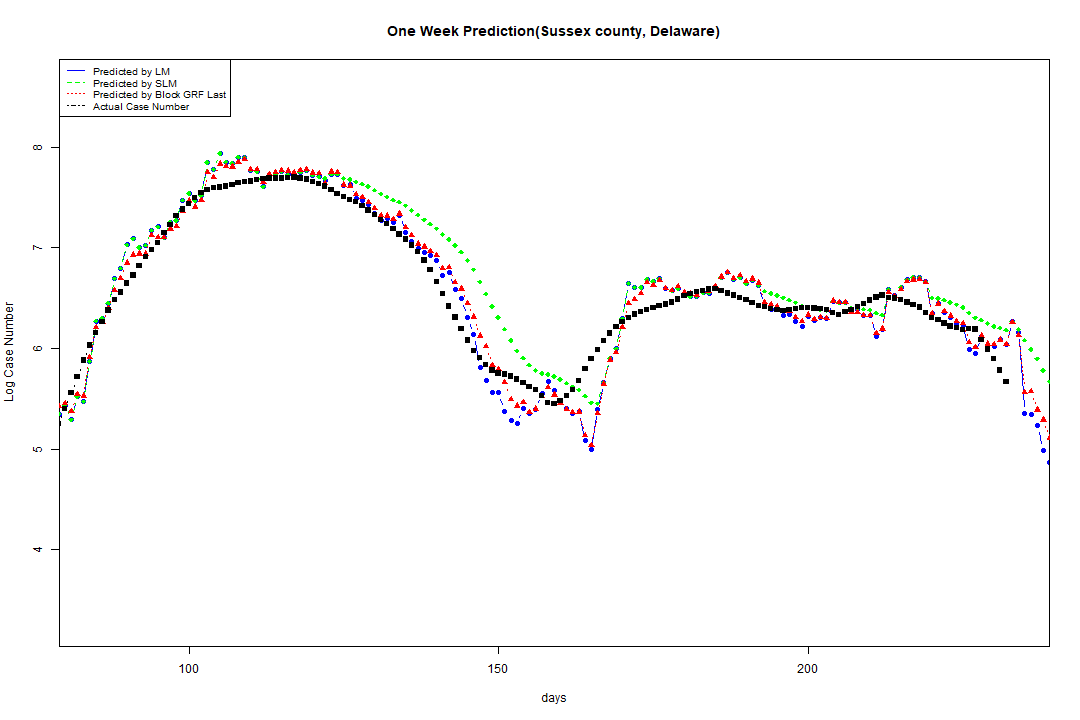 One Week Prediction(Sussex county, Delaware)
Predicted by LM
Predicted by SLM
Predicted by Block GRF Last
Actual Case Number
8
7
6
5
4
Log Case Number
100
150
200
days